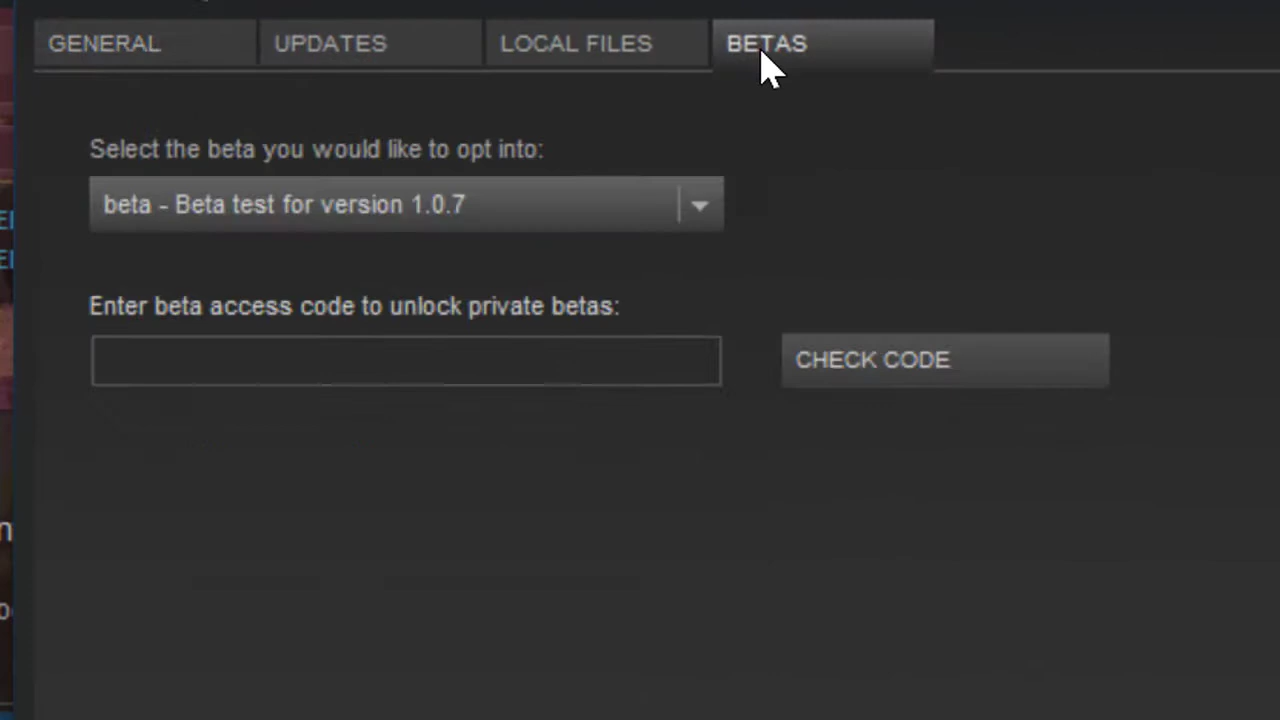 GENERAL UPDATES LOCAL FILES BETAS
Select the beta you would like to opt into:
beta - Beta test for version 1.0.7
Enter beta access code to unlock private betas:
CHECK CODE